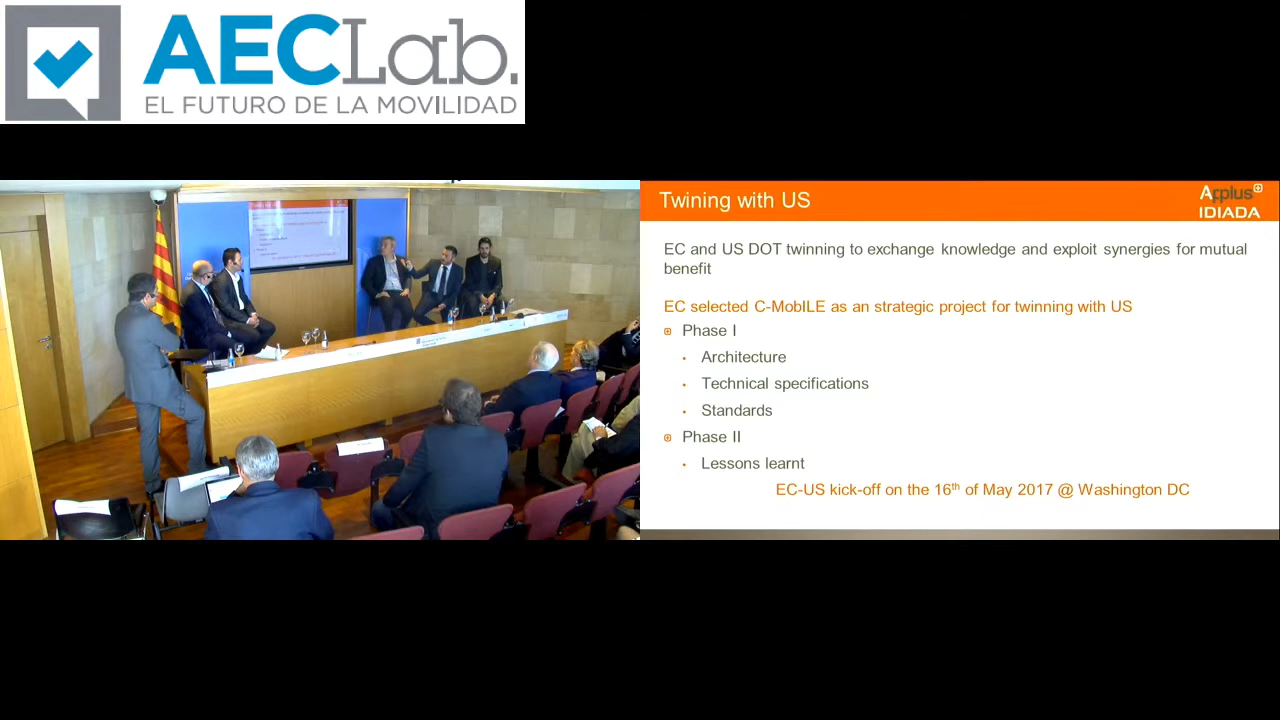 AECLab.
EL FUTURO DE LA MOVILIDAD
Twining with US
Applus+
IDIADA
EC and US DOT twinning to exchange knowledge and exploit synergies for mutual
benefit
EC selected C-MobILE as an strategic project for twinning with US
Phase I
Architecture
Technical specifications
Standards
Phase II
Lessons learnt
EC-US kick-off on the 16th of May 2017 @ Washington DC